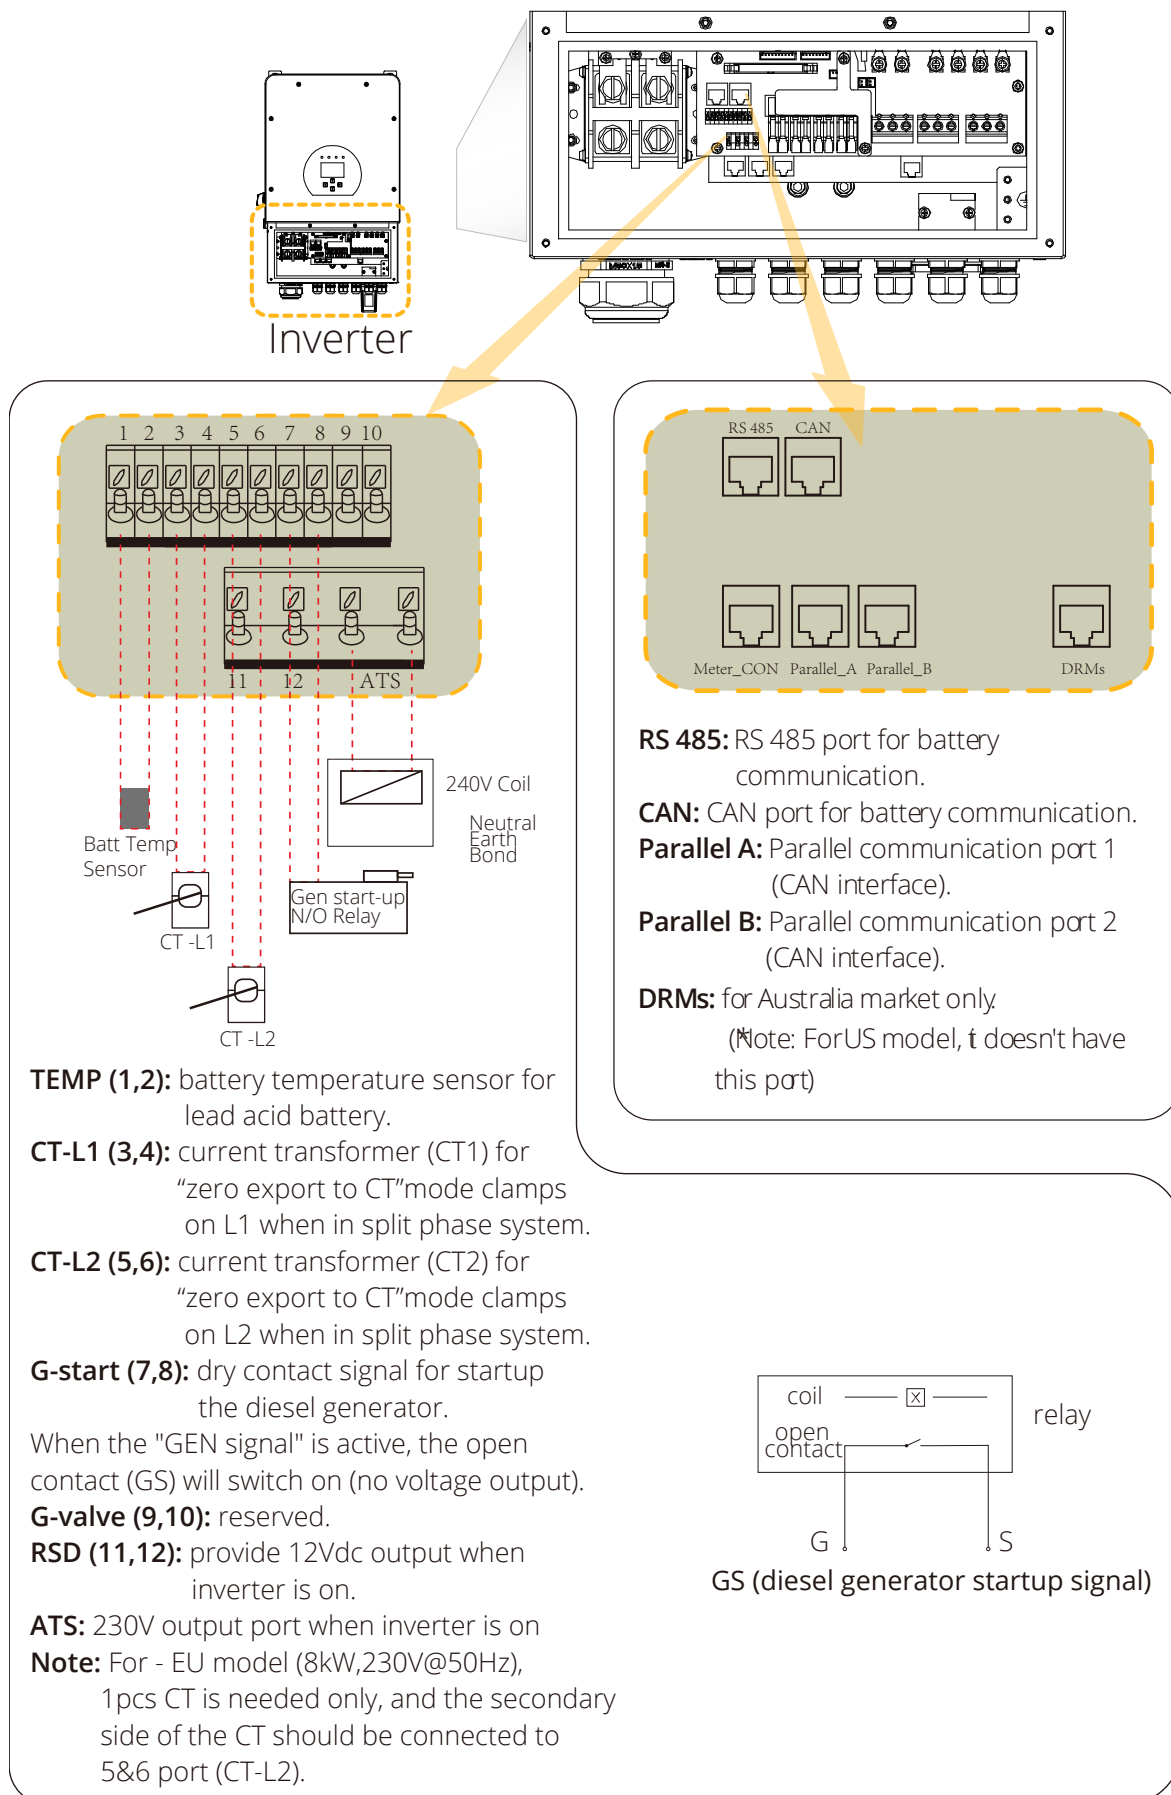 Inverter
1 2 3 4 5 6 7 8 9 10
11 12 ATS
240V Coil
Neutral
Earth
Bond
Batt Temp
Sensor
Gen start-up
N/O Relay
CT -L1
CT -L2
TEMP (1,2): battery temperature sensor for
lead acid battery.
CT-L1 (3,4): current transformer (CT1) for
“zero export to CT”mode clamps
on L1 when in split phase system.
CT-L2 (5,6): current transformer (CT2) for
“zero export to CT”mode clamps
on L2 when in split phase system.
G-start (7,8): dry contact signal for startup
the diesel generator.
When the "GEN signal" is active, the open
contact (GS) will switch on (no voltage output).
G-valve (9,10): reserved.
RSD (11,12): provide 12Vdc output when
inverter is on.
ATS: 230V output port when inverter is on
Note: For - EU model (8kW,230V@50Hz),
1pcs CT is needed only, and the secondary
side of the CT should be connected to
5&6 port (CT-L2).
RS 485 CAN
Meter_CON Parallel_A Parallel_B DRMs
RS 485: RS 485 port for battery
communication.
CAN: CAN port for battery communication.
Parallel A: Parallel communication port 1
(CAN interface).
Parallel B: Parallel communication port 2
(CAN interface).
DRMs: for Australia market only.
(*Note: For US model, it doesn't have
this port)
coil
open
contact
relay
G S
GS (diesel generator startup signal)